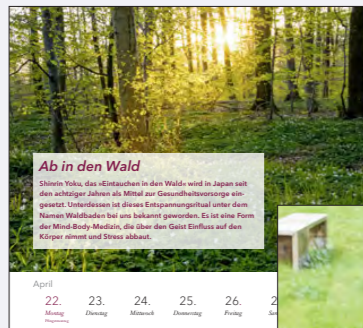 Ab in den Wald
Shinrin Yoku, das »Eintauchen in den Wald« wird in Japan seit
den achtziger Jahren als Mittel zur Gesundheitsvorsorge ein-
gesetzt. Unterdessen ist dieses Entspannungsritual unter dem
Namen Waldbaden bei uns bekannt geworden. Es ist eine Form
der Mind-Body-Medizin, die über den Geist Einfluss auf den
Körper nimmt und Stress abbaut.
April
22. 23. 24. 25. 26. 2
Montag Dienstag Mittwoch Donnerstag Freitag